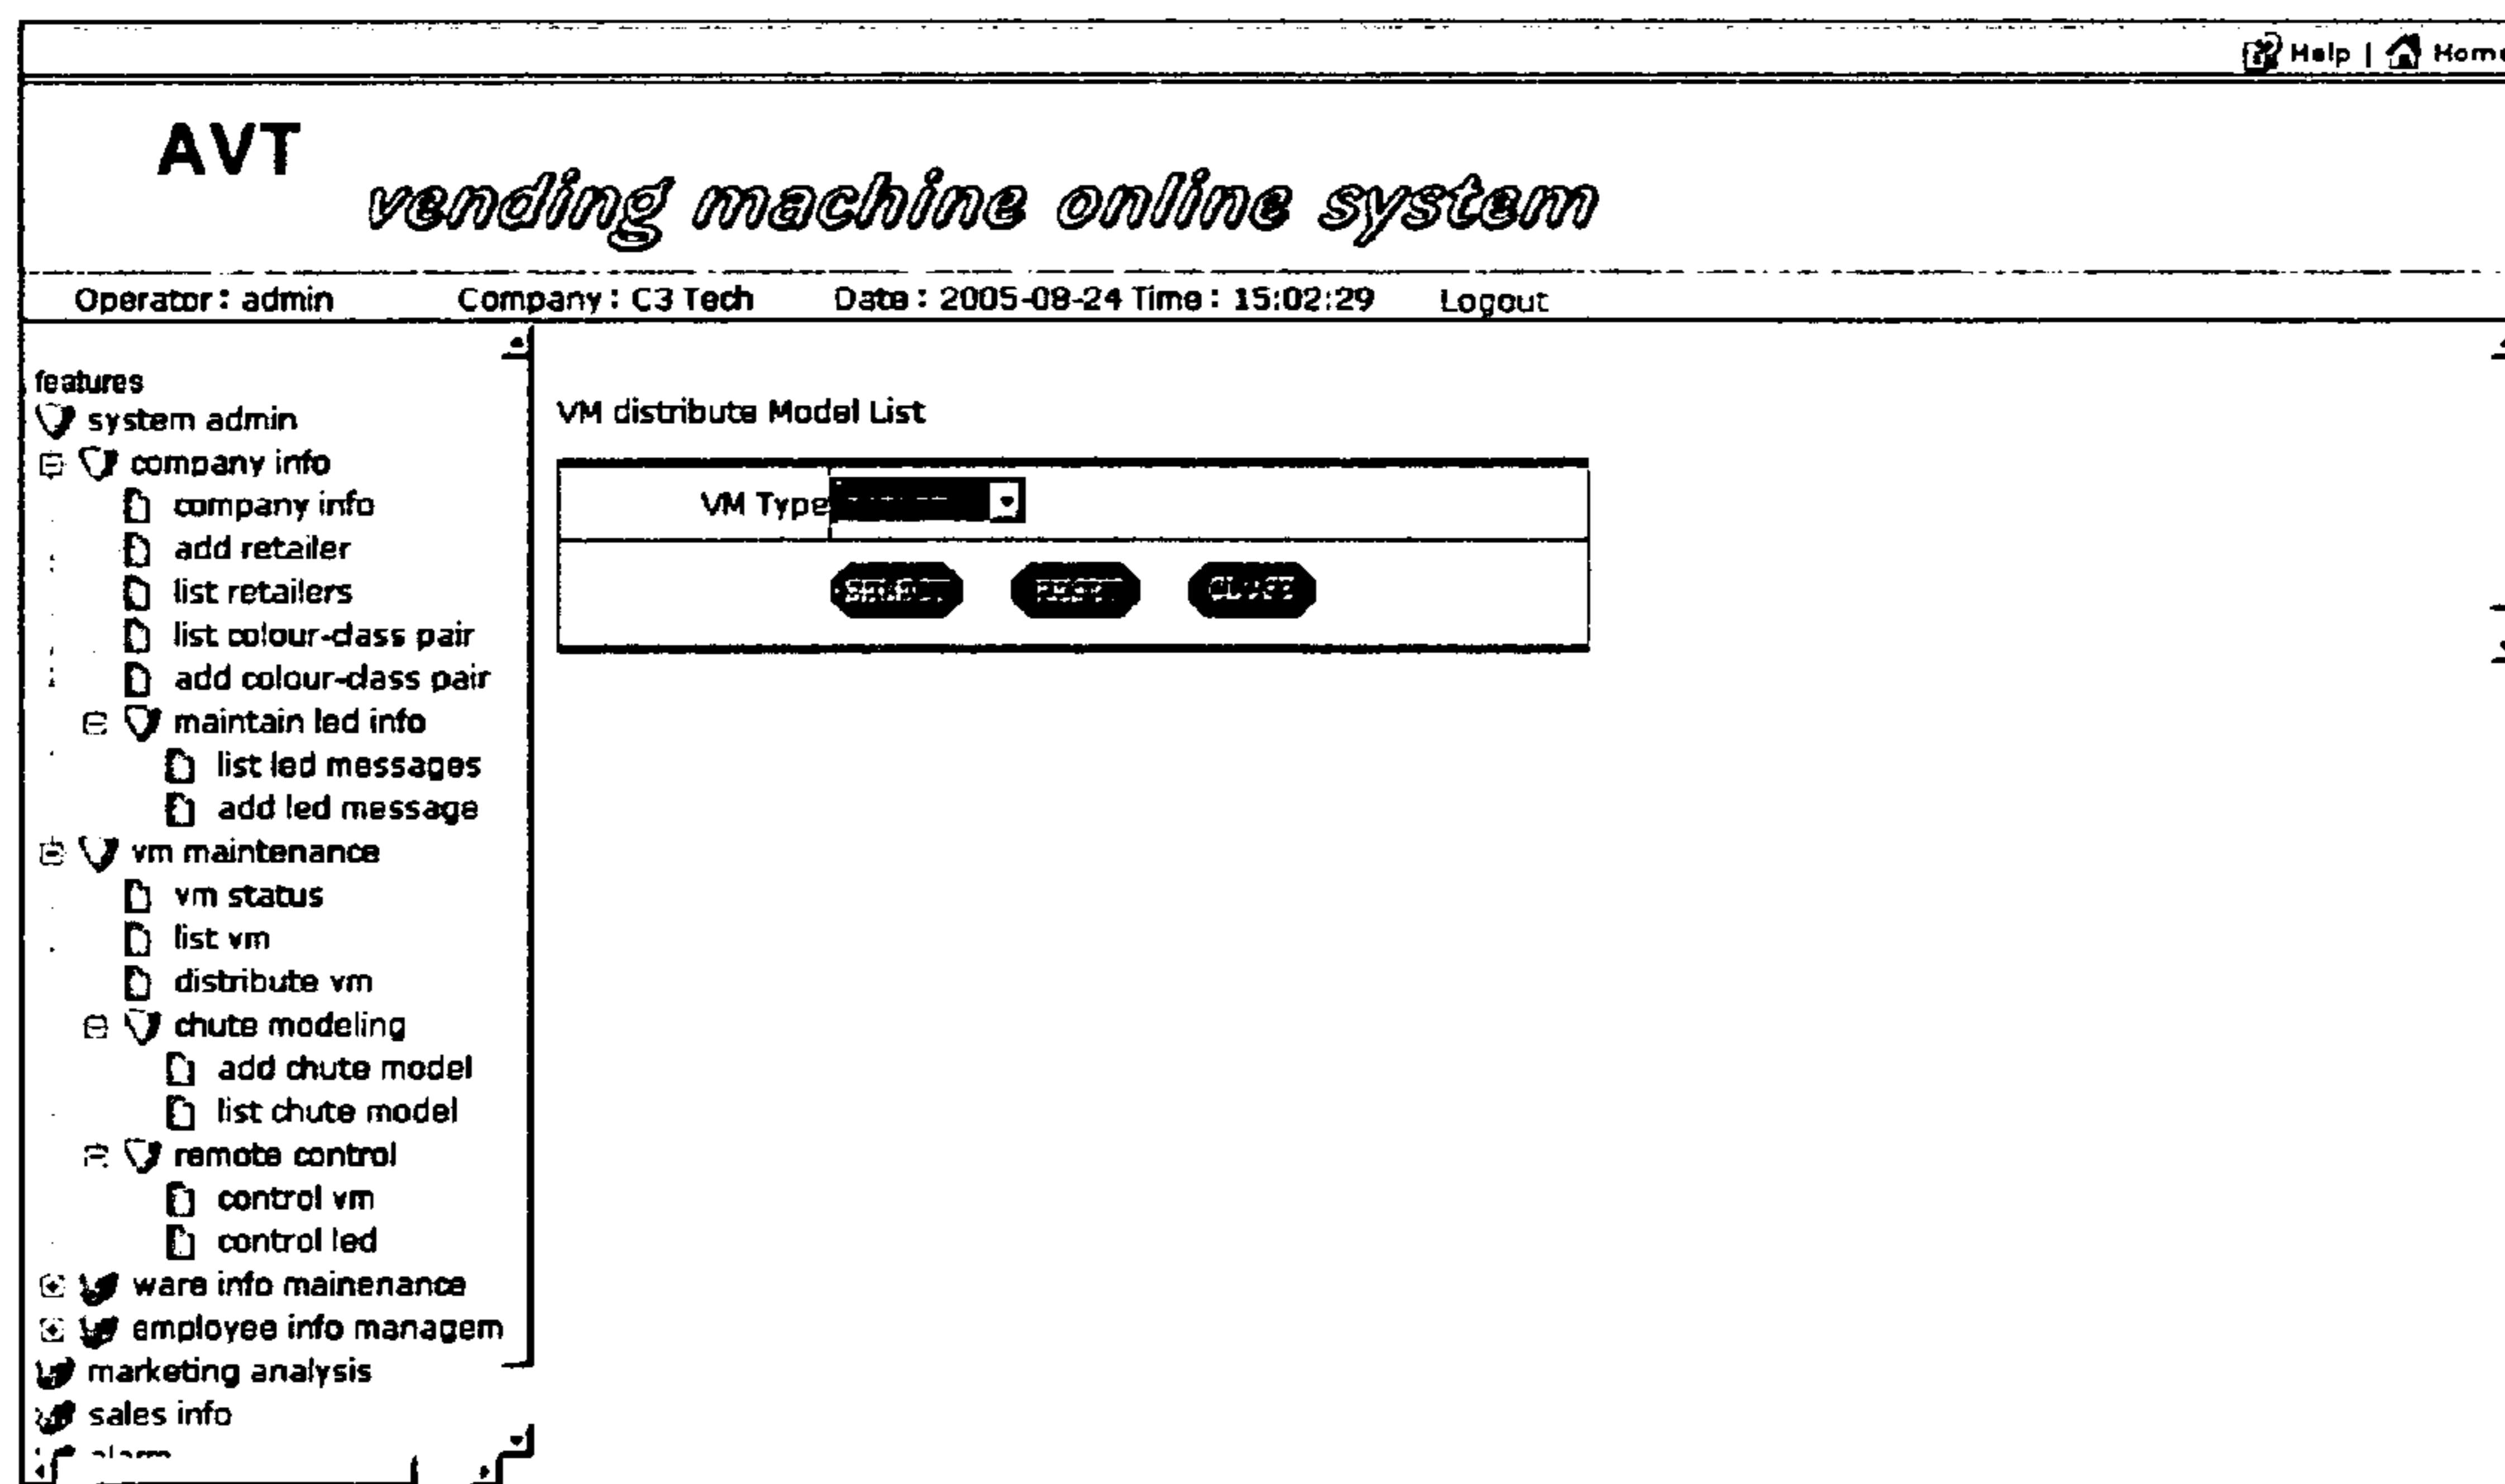 Help | Home
AVT
vending machine online system
Operator : admin Company : C3 Tech Date : 2005-08-24 Time : 15:02:29 Logout
features
system admin
company info
company info
add retailer
list retailers
list colour-class pair
add colour-class pair
maintain led info
list led messages
add led message
vm maintenance
vm status
list vm
distribute vm
chute modeling
add chute model
list chute model
remote control
control vm
control led
ware info mainenance
employee info managem
marketing analysis
sales info
alarm
VM distribute Model List
VM Type